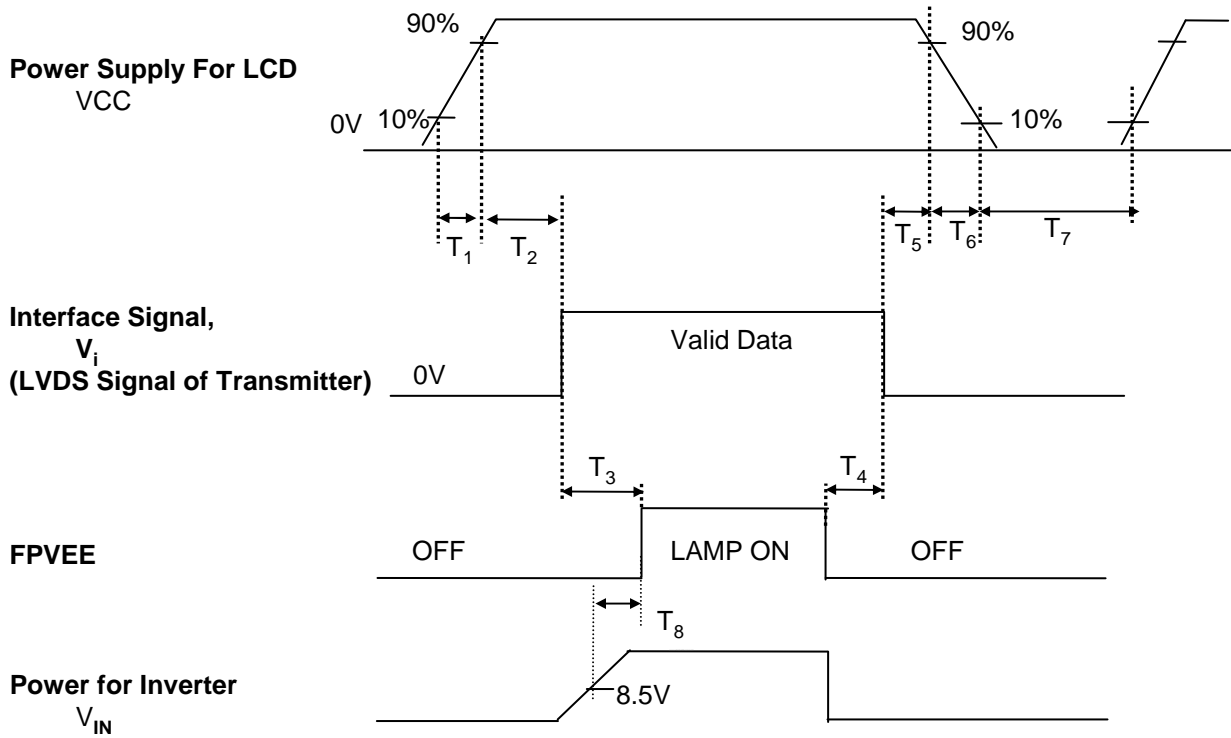 90%
90%
Power Supply For LCD
VCC
0V
10%
10%
T1
T2
T5
T6
T7
Interface Signal,
Vi
(LVDS Signal of Transmitter)
0V
Valid Data
T3
T4
FPVEE
OFF
LAMP ON
OFF
T8
Power for Inverter
VIN
8.5V